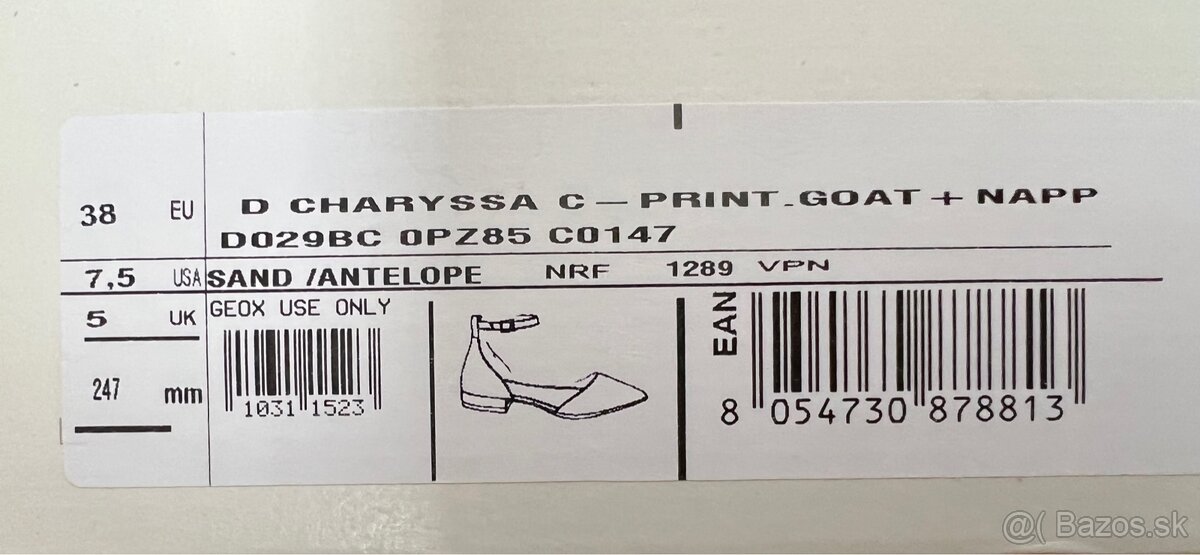 38 EU
D CHARYSSA C — PRINT.GOAT + NAPP
D029BC 0PZ85 C0147
7,5 USA
SAND /ANTELOPE NRF 1289 VPN
5 UK
GEOX USE ONLY
247 mm
1031 1523
EAN
8 054730 878813
@( Bazos.sk